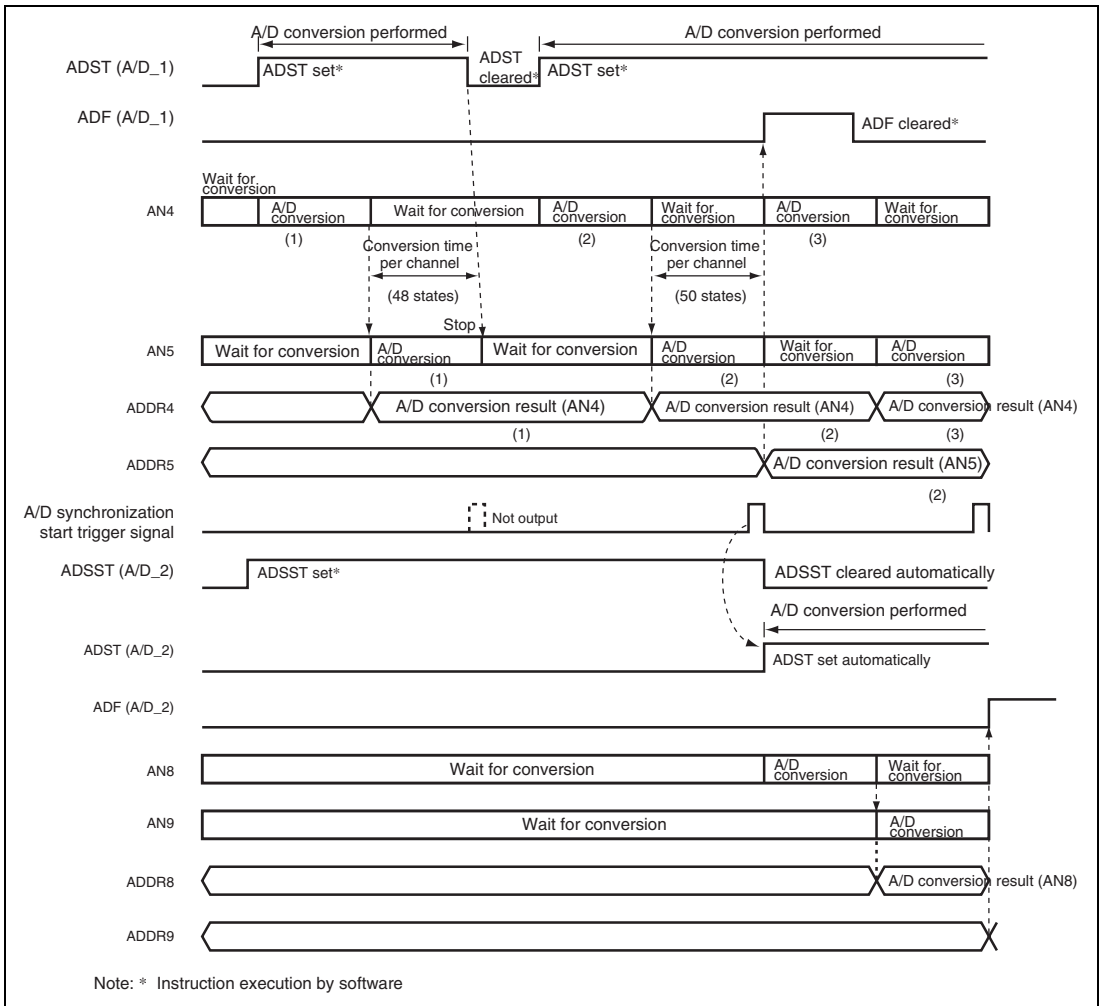 A/D conversion performed
A/D conversion performed
ADST (A/D_1)
ADST set*
ADST
cleared*
ADST set*
ADF (A/D_1)
ADF cleared*
Wait for
conversion
AN4
A/D
conversion
Wait for conversion
A/D
conversion
Wait for
conversion
A/D
conversion
Wait for
conversion
(1)
(2)
(3)
Conversion time
per channel
(48 states)
Conversion time
per channel
(50 states)
Stop
AN5
Wait for conversion
A/D
conversion
Wait for conversion
A/D
conversion
Wait for
conversion
A/D
conversion
(1)
(2)
(3)
ADDR4
A/D conversion result (AN4)
A/D conversion result (AN4)
A/D conversion result (AN4)
(1)
(2)
(3)
ADDR5
A/D conversion result (AN5)
(2)
A/D synchronization
start trigger signal
Not output
ADSST (A/D_2)
ADSST set*
ADSST cleared automatically
A/D conversion performed
ADST (A/D_2)
ADST set automatically
ADF (A/D_2)
AN8
Wait for conversion
A/D
conversion
Wait for
conversion
AN9
Wait for conversion
A/D
conversion
ADDR8
A/D conversion result (AN8)
ADDR9
Note: * Instruction execution by software